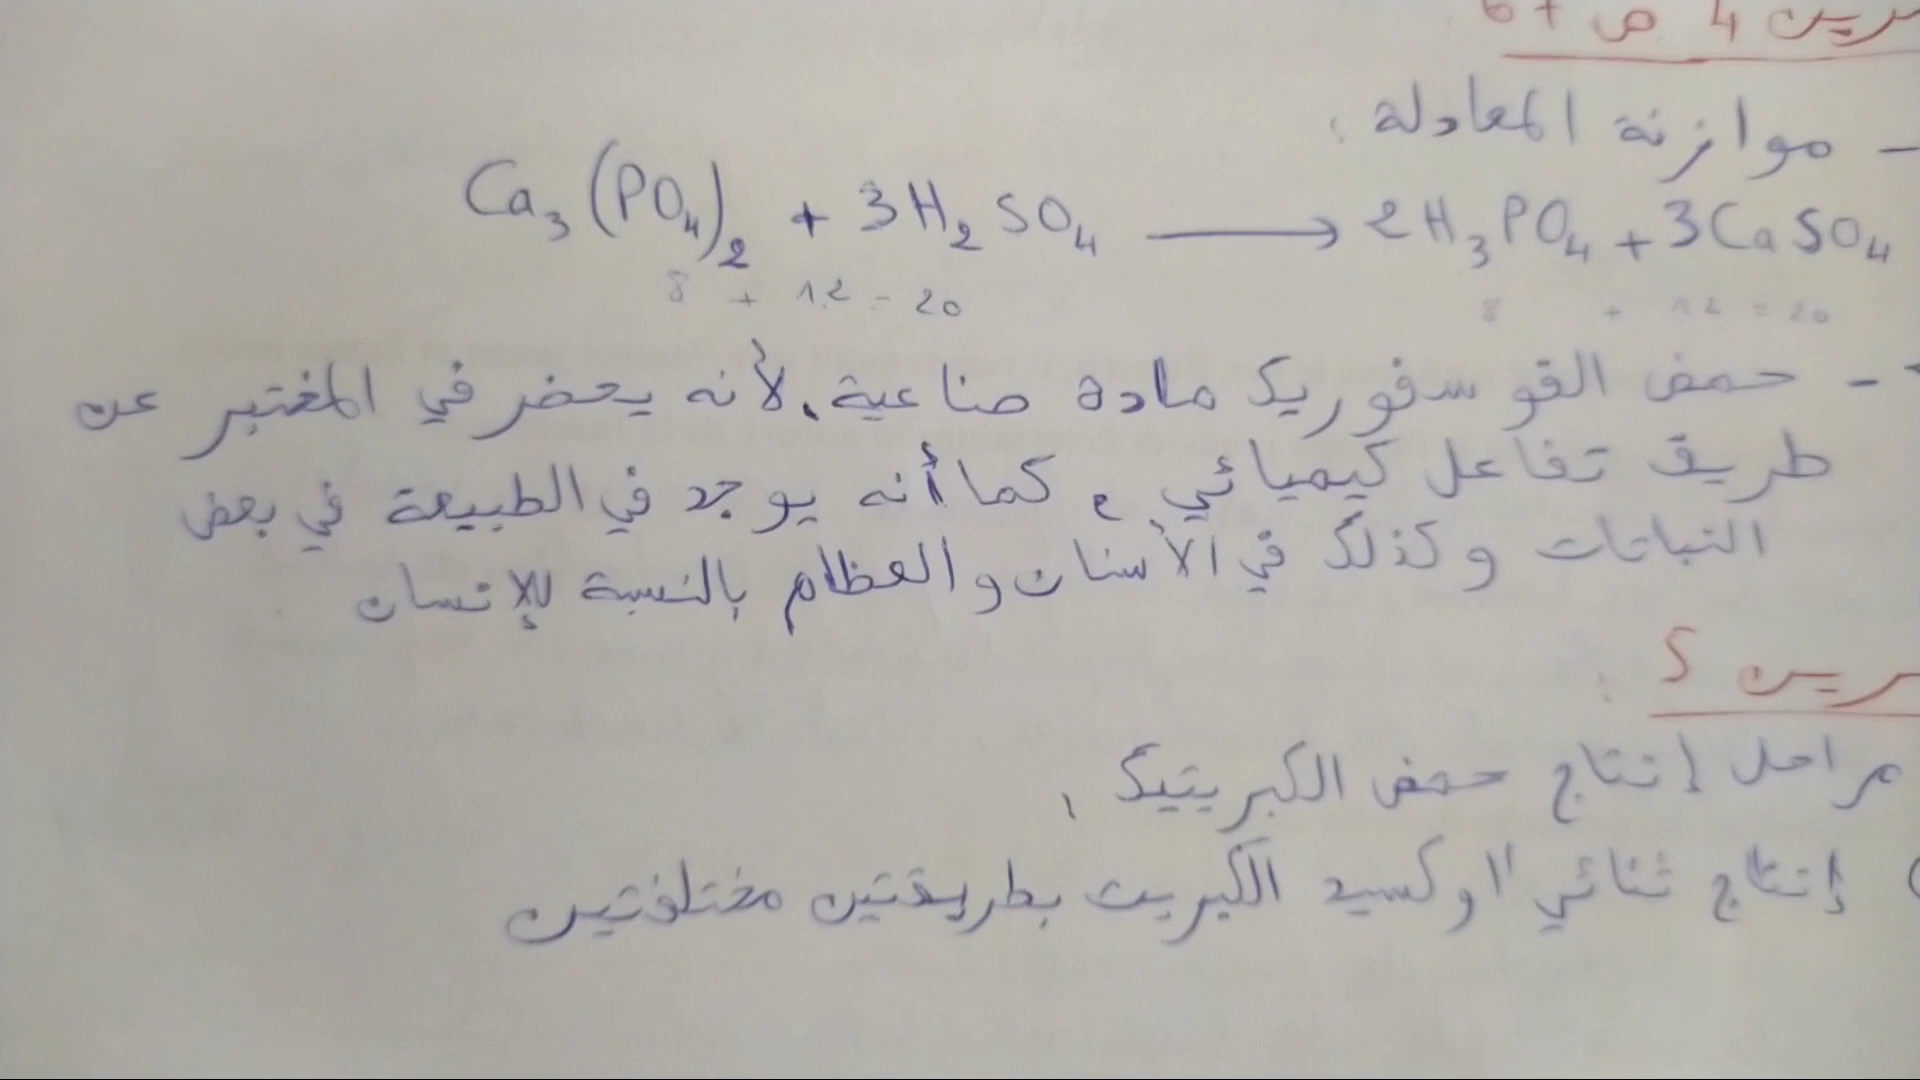 4 ص 67
- موازنة المعادلة :
Ca₃(PO₄)₂ + 3H₂SO₄ ⟶ 2H₃PO₄ + 3CaSO₄
8 + 12 = 20 8 + 12 = 20
- حمض الفوسفوريك مادة صناعية، لأنه يحضر في المختبر عن
طريق تفاعل كيميائي، كما أنه يوجد في الطبيعة في بعض
النباتات وكذلك في الأسنان والعظام بالنسبة للإنسان
5 :
مراحل إنتاج حمض الكبريتيك :
إنتاج ثنائي أوكسيد الكبريت بطريقتين مختلفتين